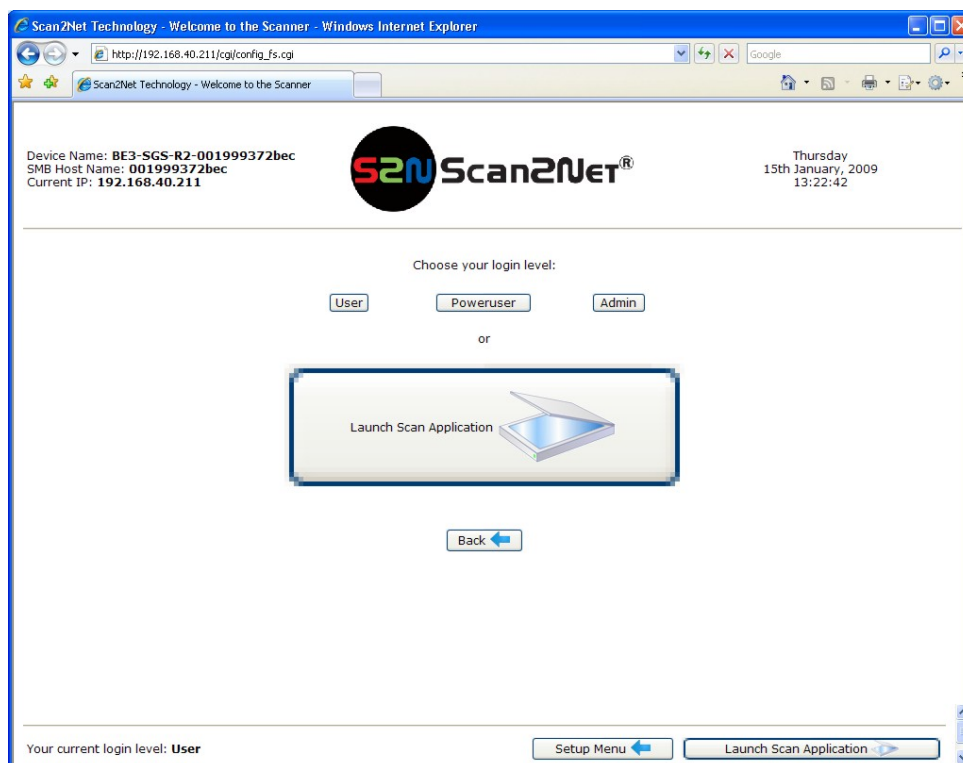 Scan2Net Technology - Welcome to the Scanner - Windows Internet Explorer
http://192.168.40.211/cgi/config_fs.cgi
Google
Scan2Net Technology - Welcome to the Scanner
Device Name: BE3-SGS-R2-001999372bec
SMB Host Name: 001999372bec
Current IP: 192.168.40.211
S2N Scan2Net®
Thursday
15th January, 2009
13:22:42
Choose your login level:
User Poweruser Admin
or
Launch Scan Application
Back
Your current login level: User
Setup Menu
Launch Scan Application